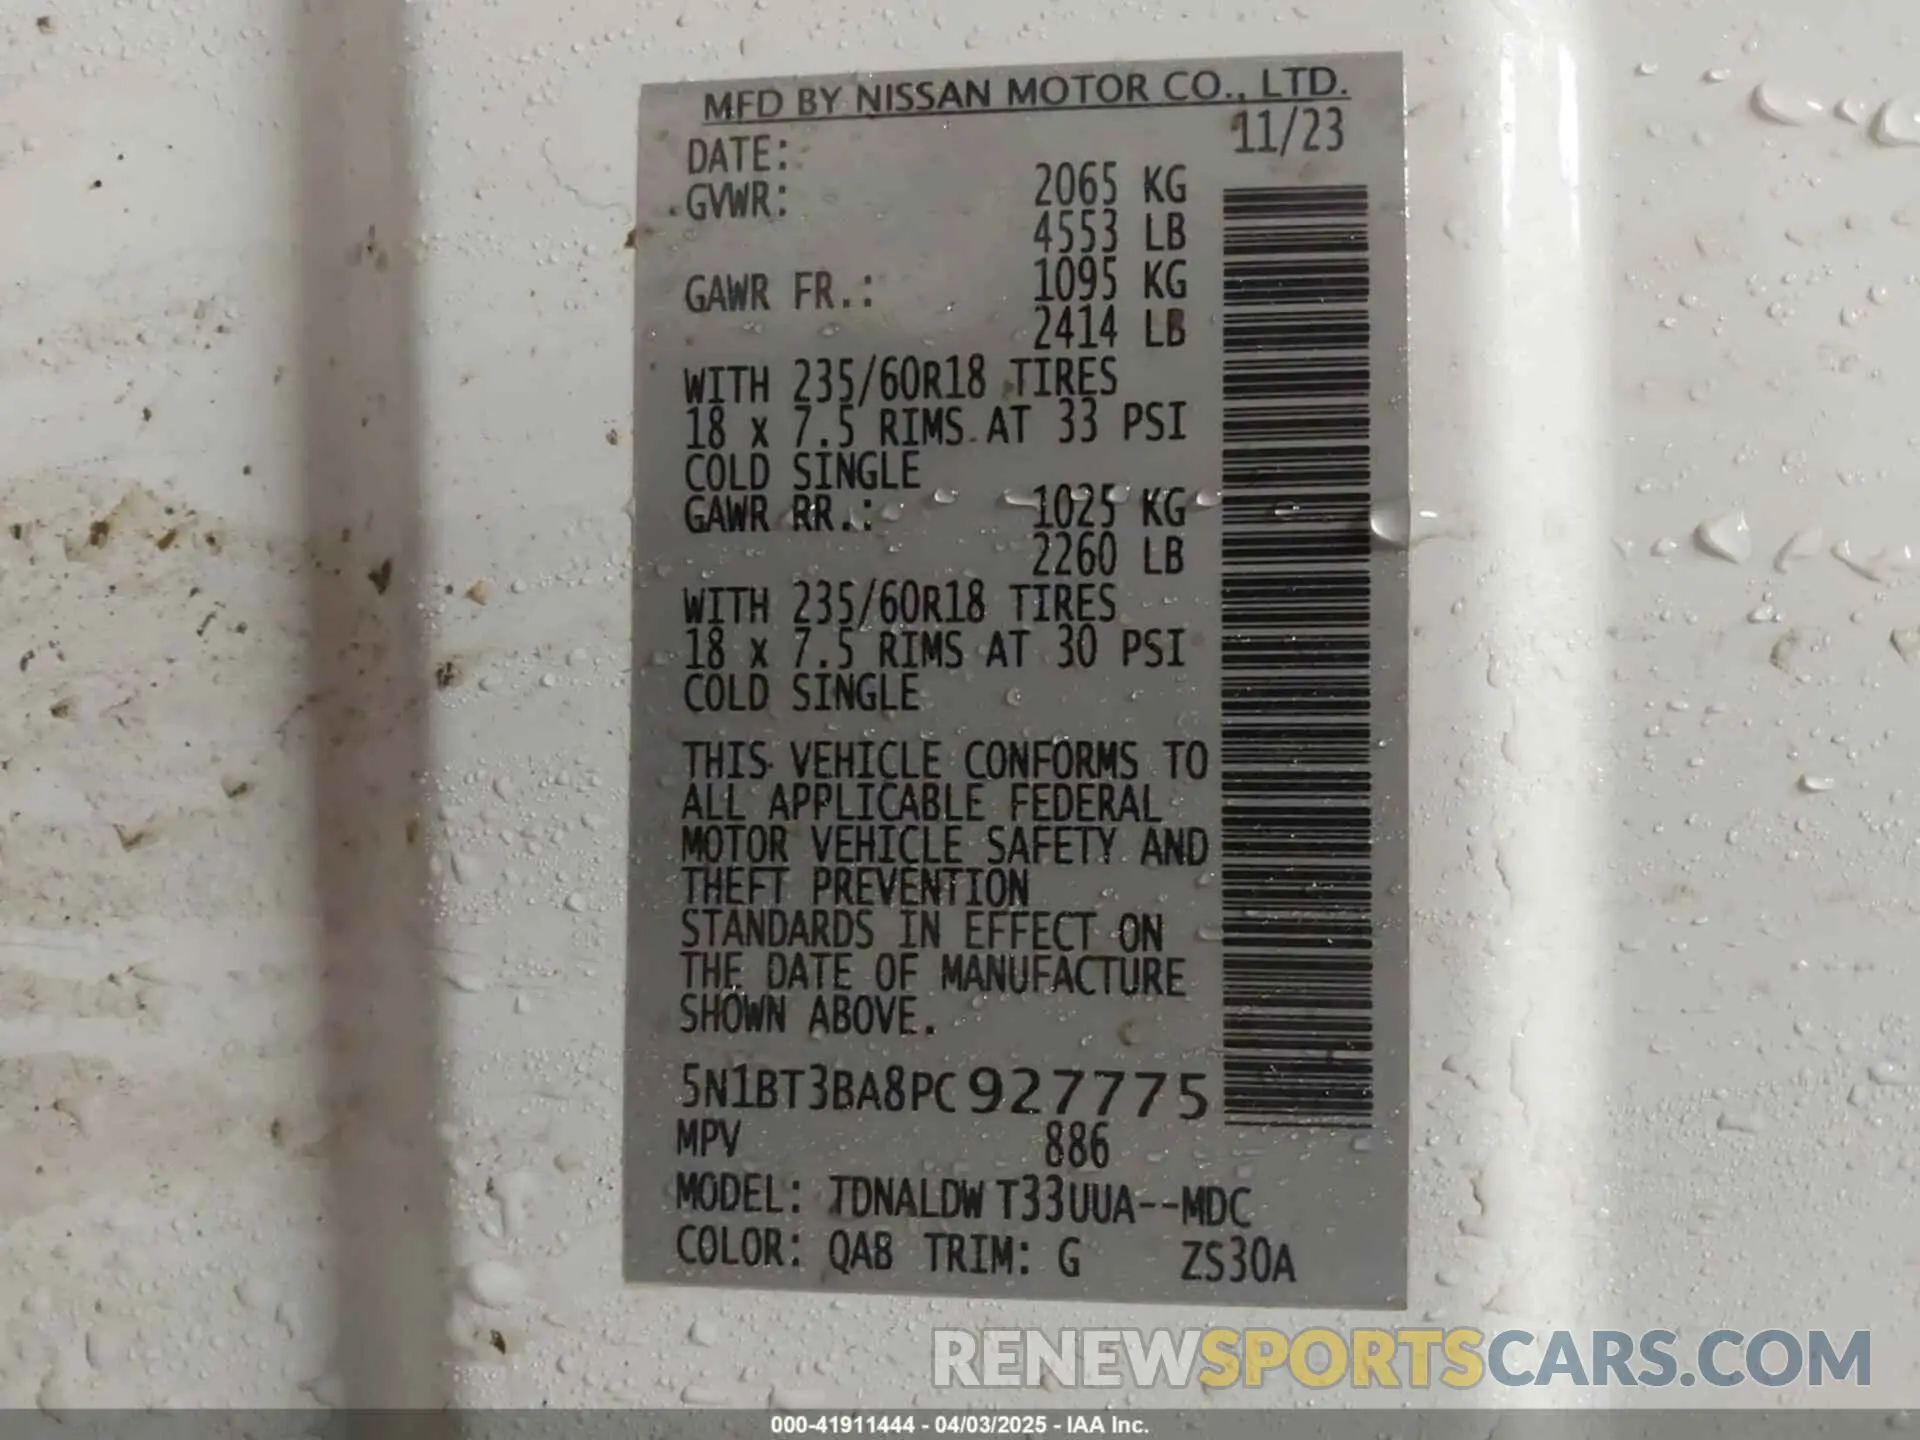 MFD BY NISSAN MOTOR CO., LTD.
DATE: 11/23
GVWR: 2065 KG
4553 LB
GAWR FR.: 1095 KG
2414 LB
WITH 235/60R18 TIRES
18 x 7.5 RIMS AT 33 PSI
COLD SINGLE
GAWR RR.: 1025 KG
2260 LB
WITH 235/60R18 TIRES
18 x 7.5 RIMS AT 30 PSI
COLD SINGLE
THIS VEHICLE CONFORMS TO
ALL APPLICABLE FEDERAL
MOTOR VEHICLE SAFETY AND
THEFT PREVENTION
STANDARDS IN EFFECT ON
THE DATE OF MANUFACTURE
SHOWN ABOVE.
5N1BT3BA8PC927775
MPV 886
MODEL: TDNALDW T33UUA--MDC
COLOR: QAB TRIM: G ZS30A
RENEWSPORTSCARS.COM
000-41911444 - 04/03/2025 - IAA Inc.